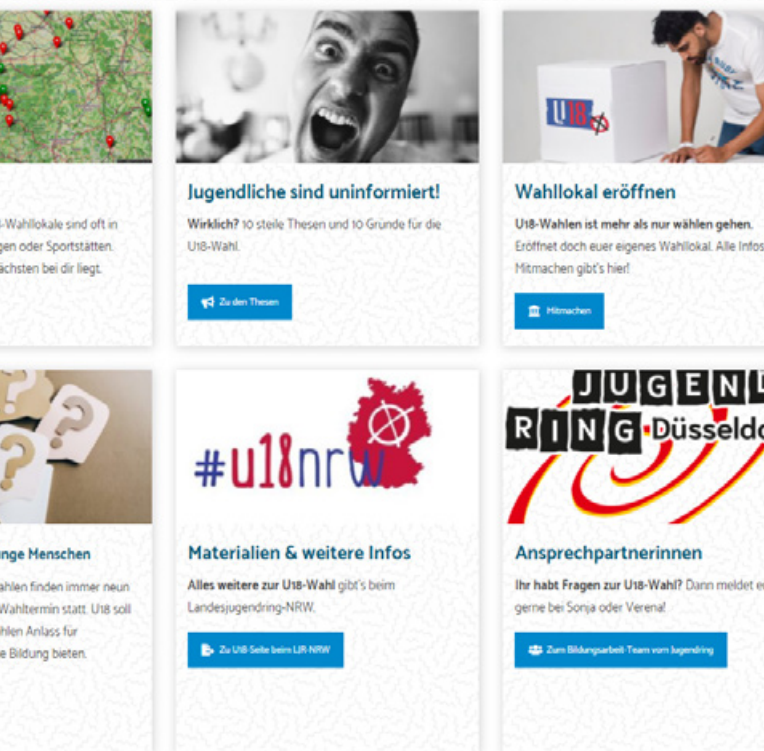 -Wahllokale sind oft in
gen oder Sportstätten.
ächsten bei dir liegt.
Jugendliche sind uninformiert!
Wirklich? 10 steile Thesen und 10 Gründe für die
U18-Wahl.
Zu den Thesen
U18
Wahllokal eröffnen
U18-Wahlen ist mehr als nur wählen gehen.
Eröffnet doch euer eigenes Wahllokal. Alle Infos
Mitmachen gibt's hier!
Mitmachen
nge Menschen
ahlen finden immer neun
Wahltermin statt. U18 soll
hlen Anlass für
e Bildung bieten.
#u18nrw
Materialien & weitere Infos
Alles weitere zur U18-Wahl gibt's beim
Landesjugendring-NRW.
Zu U18-Seite beim LJR-NRW
JUGEND
RING Düsseldo
Ansprechpartnerinnen
Ihr habt Fragen zur U18-Wahl? Dann meldet e
gerne bei Sonja oder Verena!
Zum Bildungsarbeit-Team vom Jugendring